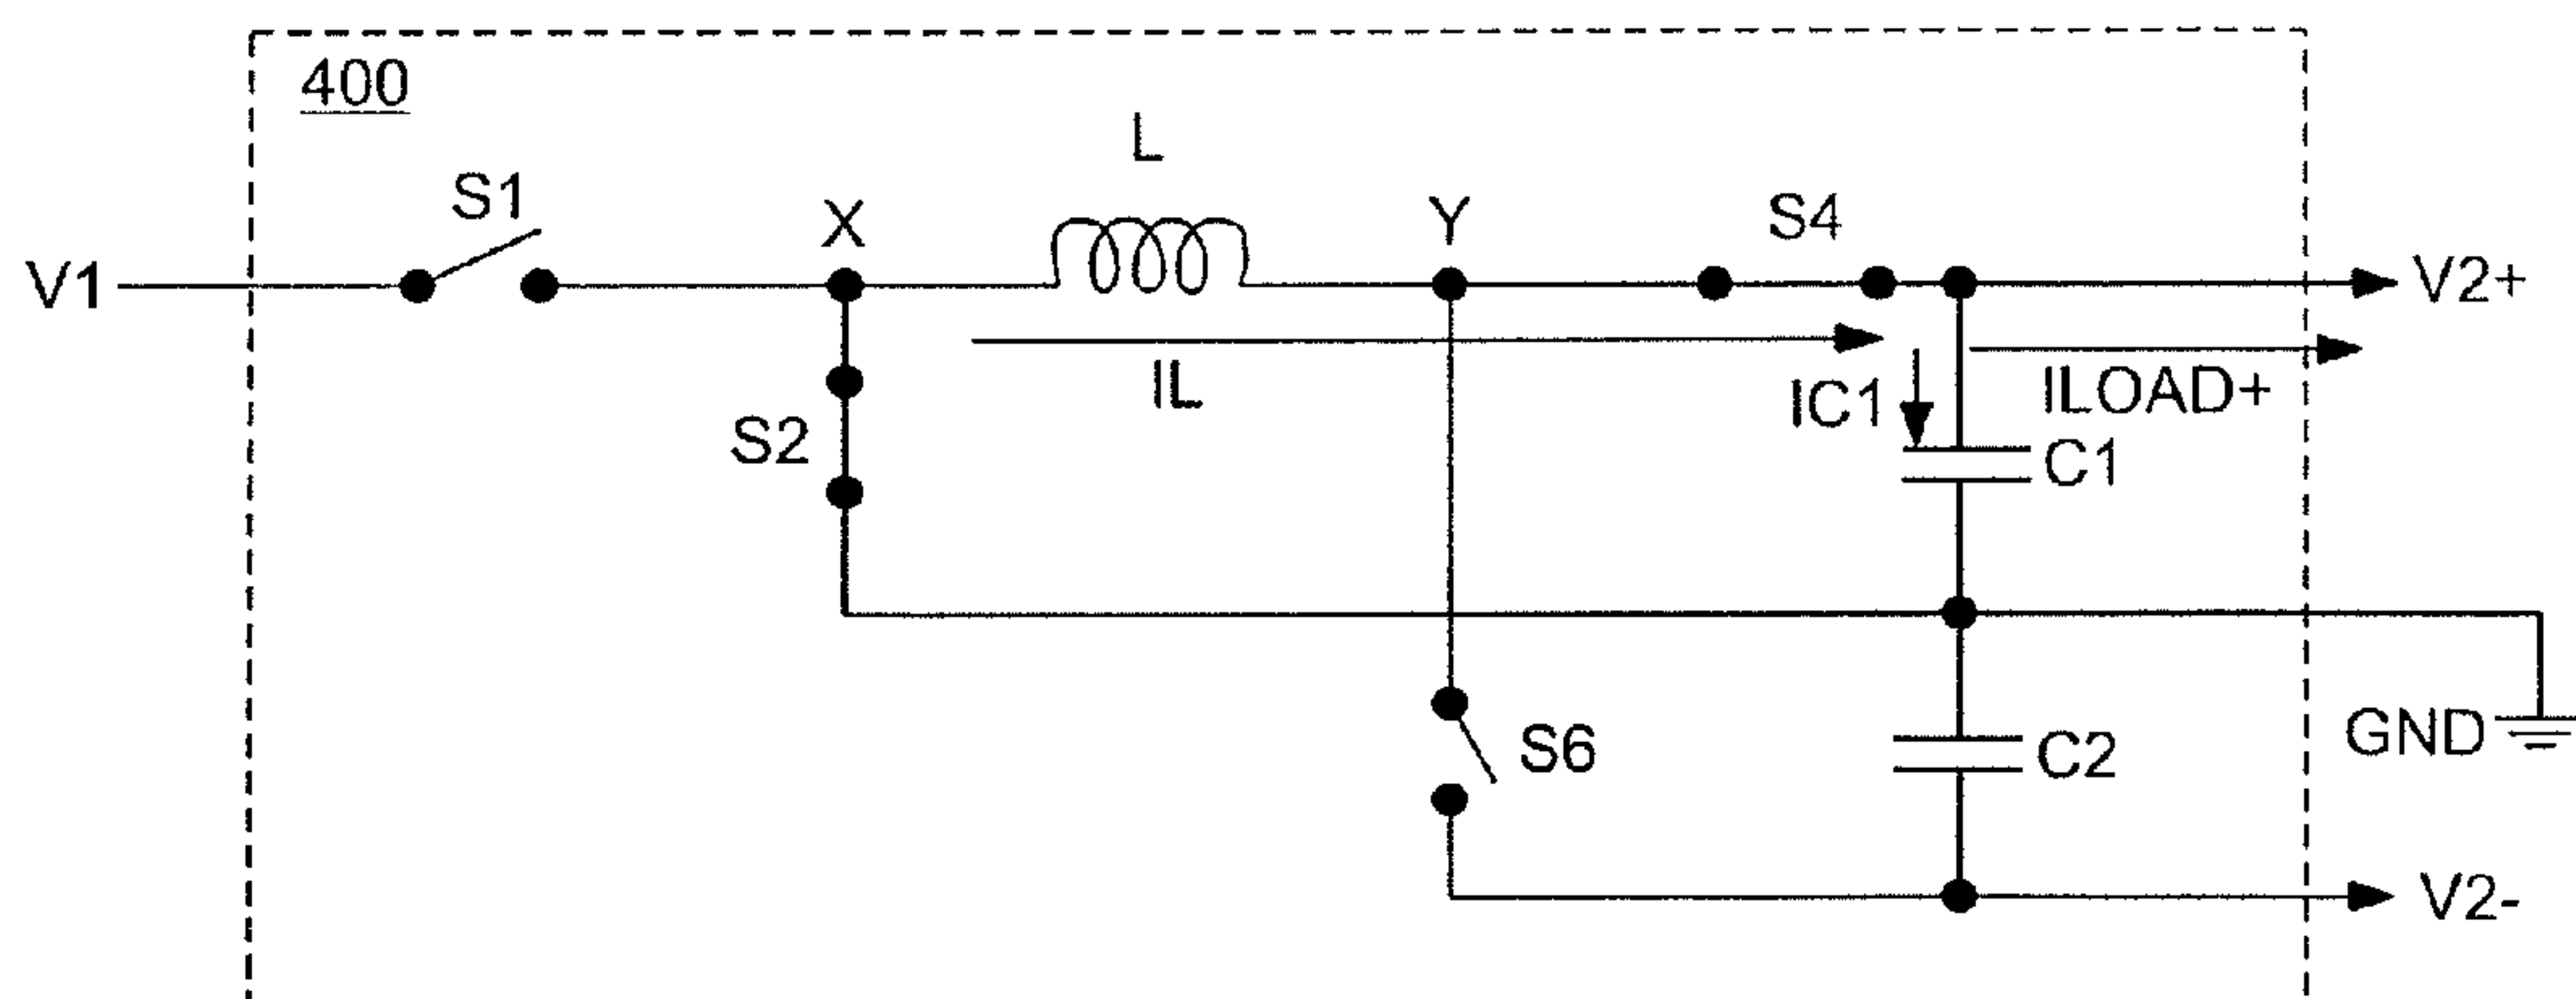 400
L
S1
X
Y
S4
V1
V2+
IL
IC1
ILOAD+
S2
C1
S6
C2
GND
V2-